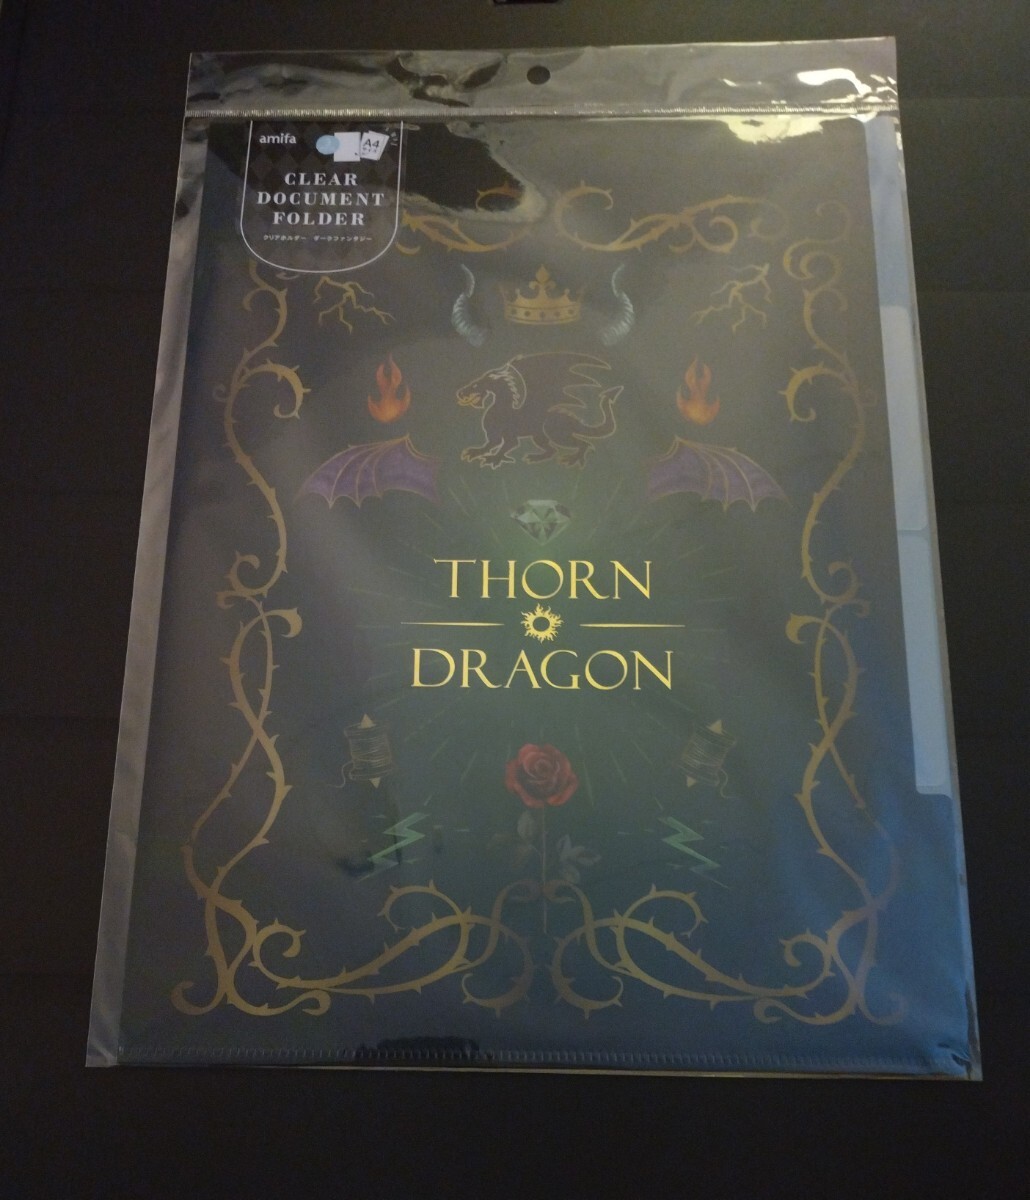 amifa
A4
CLEAR
DOCUMENT
FOLDER
クリアホルダー ダークファンタジー
THORN
DRAGON